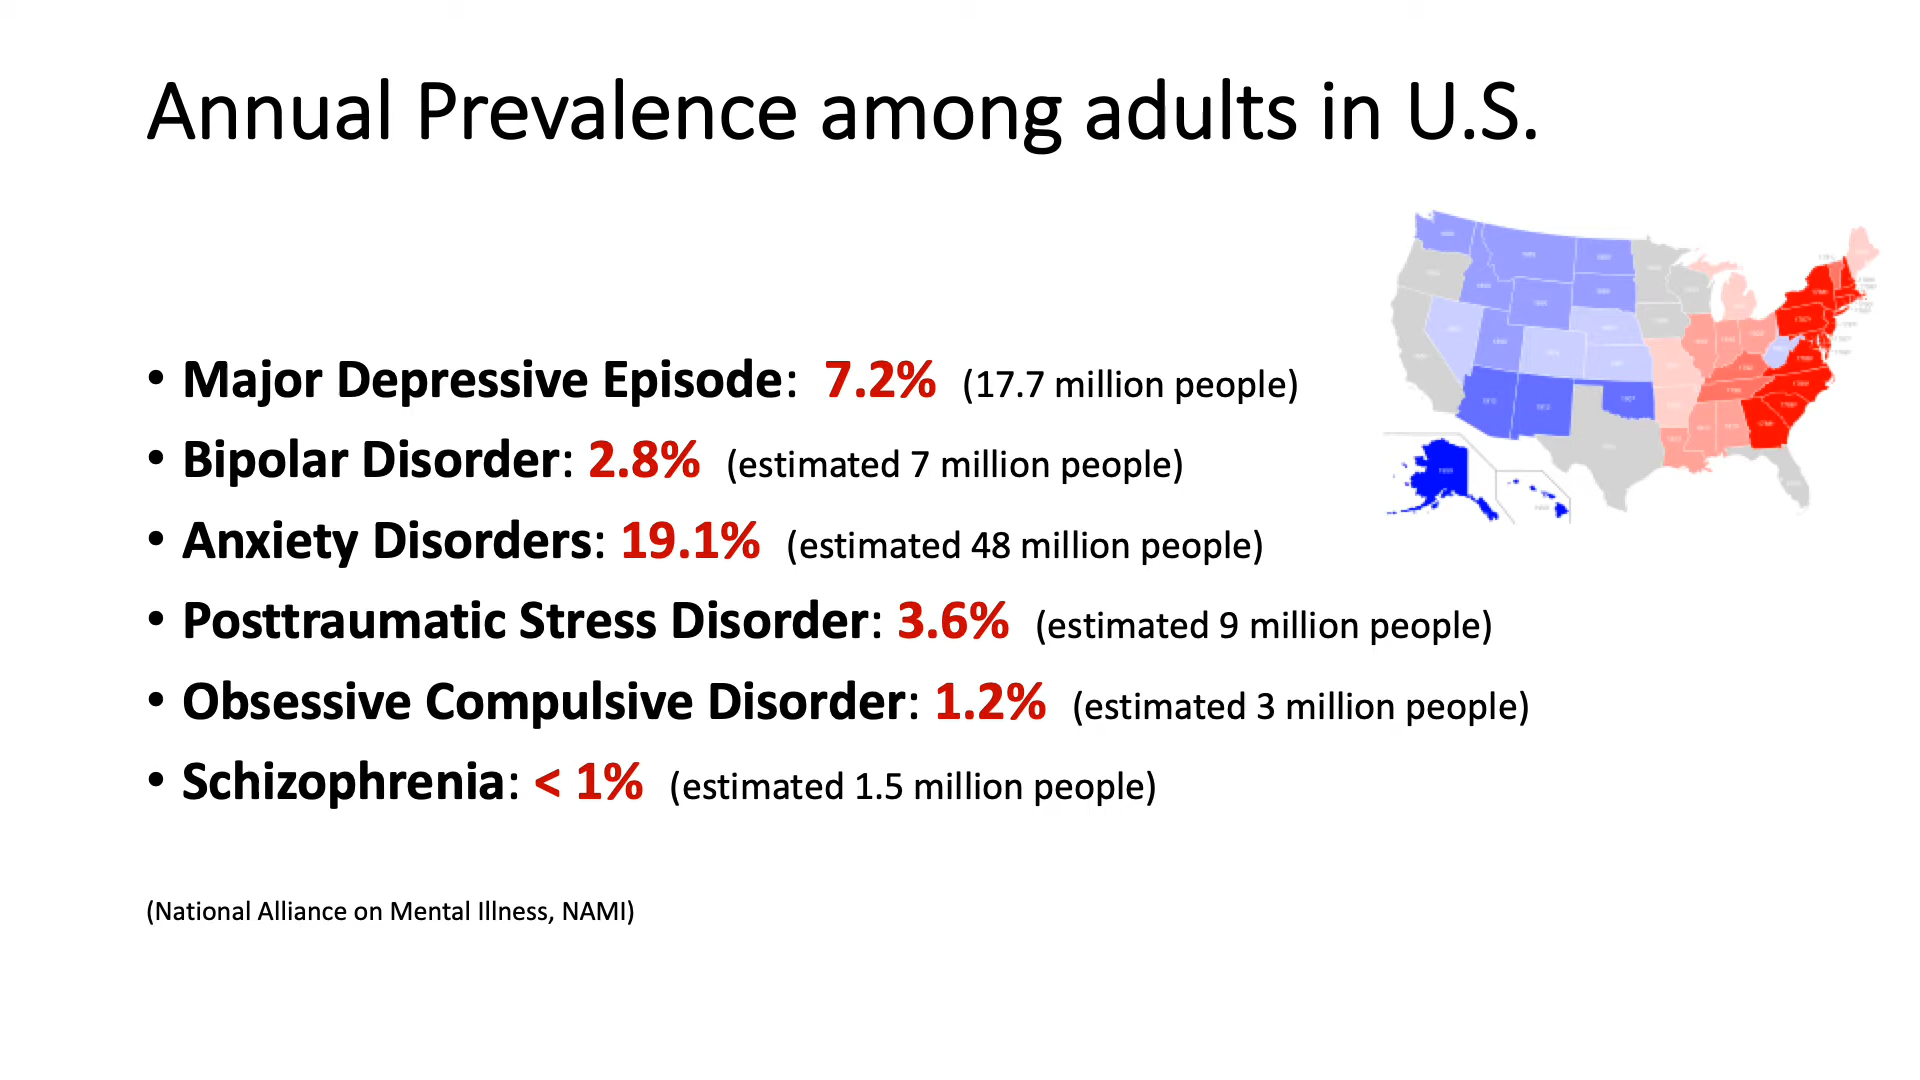 Annual Prevalence among adults in U.S.
• Major Depressive Episode: 7.2% (17.7 million people)
• Bipolar Disorder: 2.8% (estimated 7 million people)
• Anxiety Disorders: 19.1% (estimated 48 million people)
• Posttraumatic Stress Disorder: 3.6% (estimated 9 million people)
• Obsessive Compulsive Disorder: 1.2% (estimated 3 million people)
• Schizophrenia: < 1% (estimated 1.5 million people)
(National Alliance on Mental Illness, NAMI)